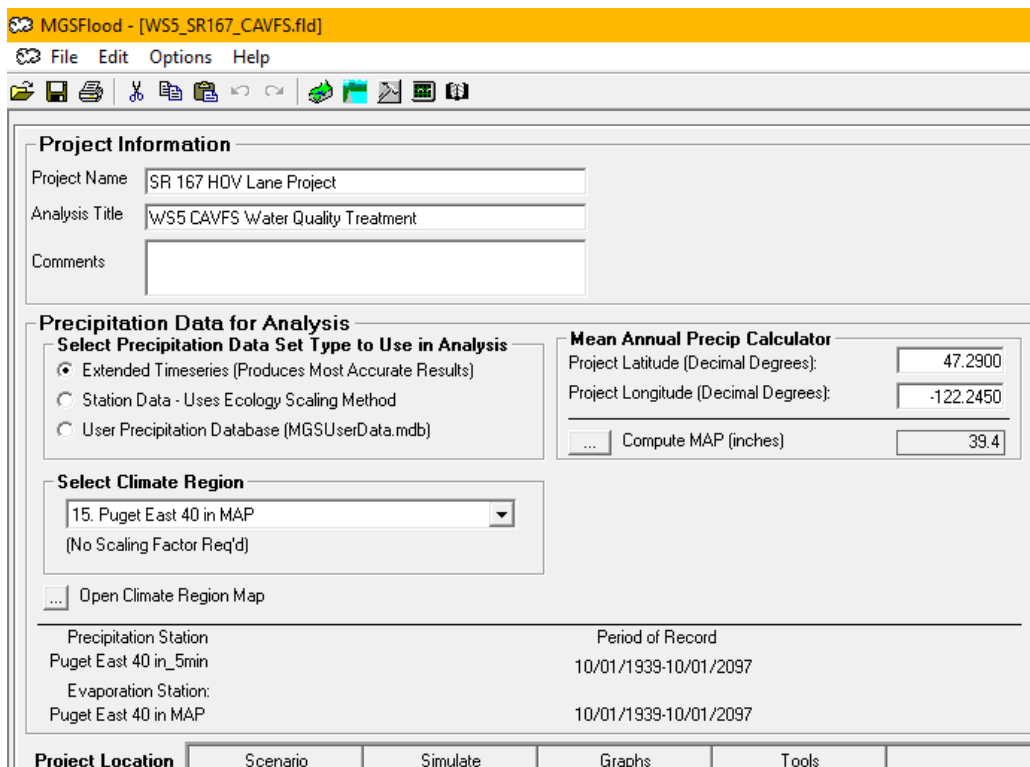 MGSFlood - [WS5_SR167_CAVFS.fld]
File Edit Options Help
Project Information
Project Name SR 167 HOV Lane Project
Analysis Title WS5 CAVFS Water Quality Treatment
Comments
Precipitation Data for Analysis
Select Precipitation Data Set Type to Use in Analysis
Extended Timeseries (Produces Most Accurate Results)
Station Data - Uses Ecology Scaling Method
User Precipitation Database (MGSUserData.mdb)
Mean Annual Precip Calculator
Project Latitude (Decimal Degrees): 47.2900
Project Longitude (Decimal Degrees): -122.2450
... Compute MAP (inches) 39.4
Select Climate Region
15. Puget East 40 in MAP
(No Scaling Factor Req'd)
... Open Climate Region Map
Precipitation Station Period of Record
Puget East 40 in_5min 10/01/1939-10/01/2097
Evaporation Station:
Puget East 40 in MAP 10/01/1939-10/01/2097
Project Location Scenario Simulate Graphs Tools